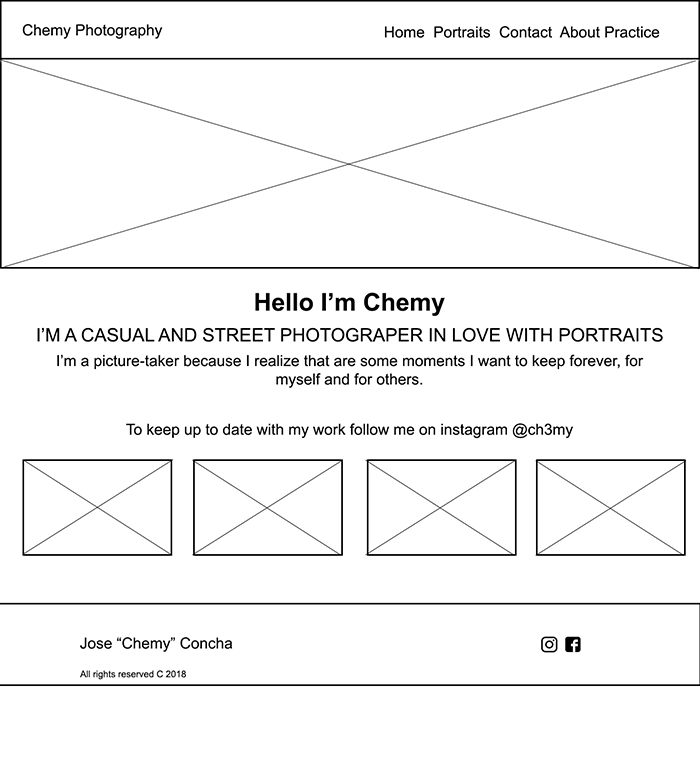 Chemy Photography
Home Portraits Contact About Practice
Hello I’m Chemy
I’M A CASUAL AND STREET PHOTOGRAPER IN LOVE WITH PORTRAITS
I’m a picture-taker because I realize that are some moments I want to keep forever, for
myself and for others.
To keep up to date with my work follow me on instagram @ch3my
Jose “Chemy” Concha
All rights reserved C 2018